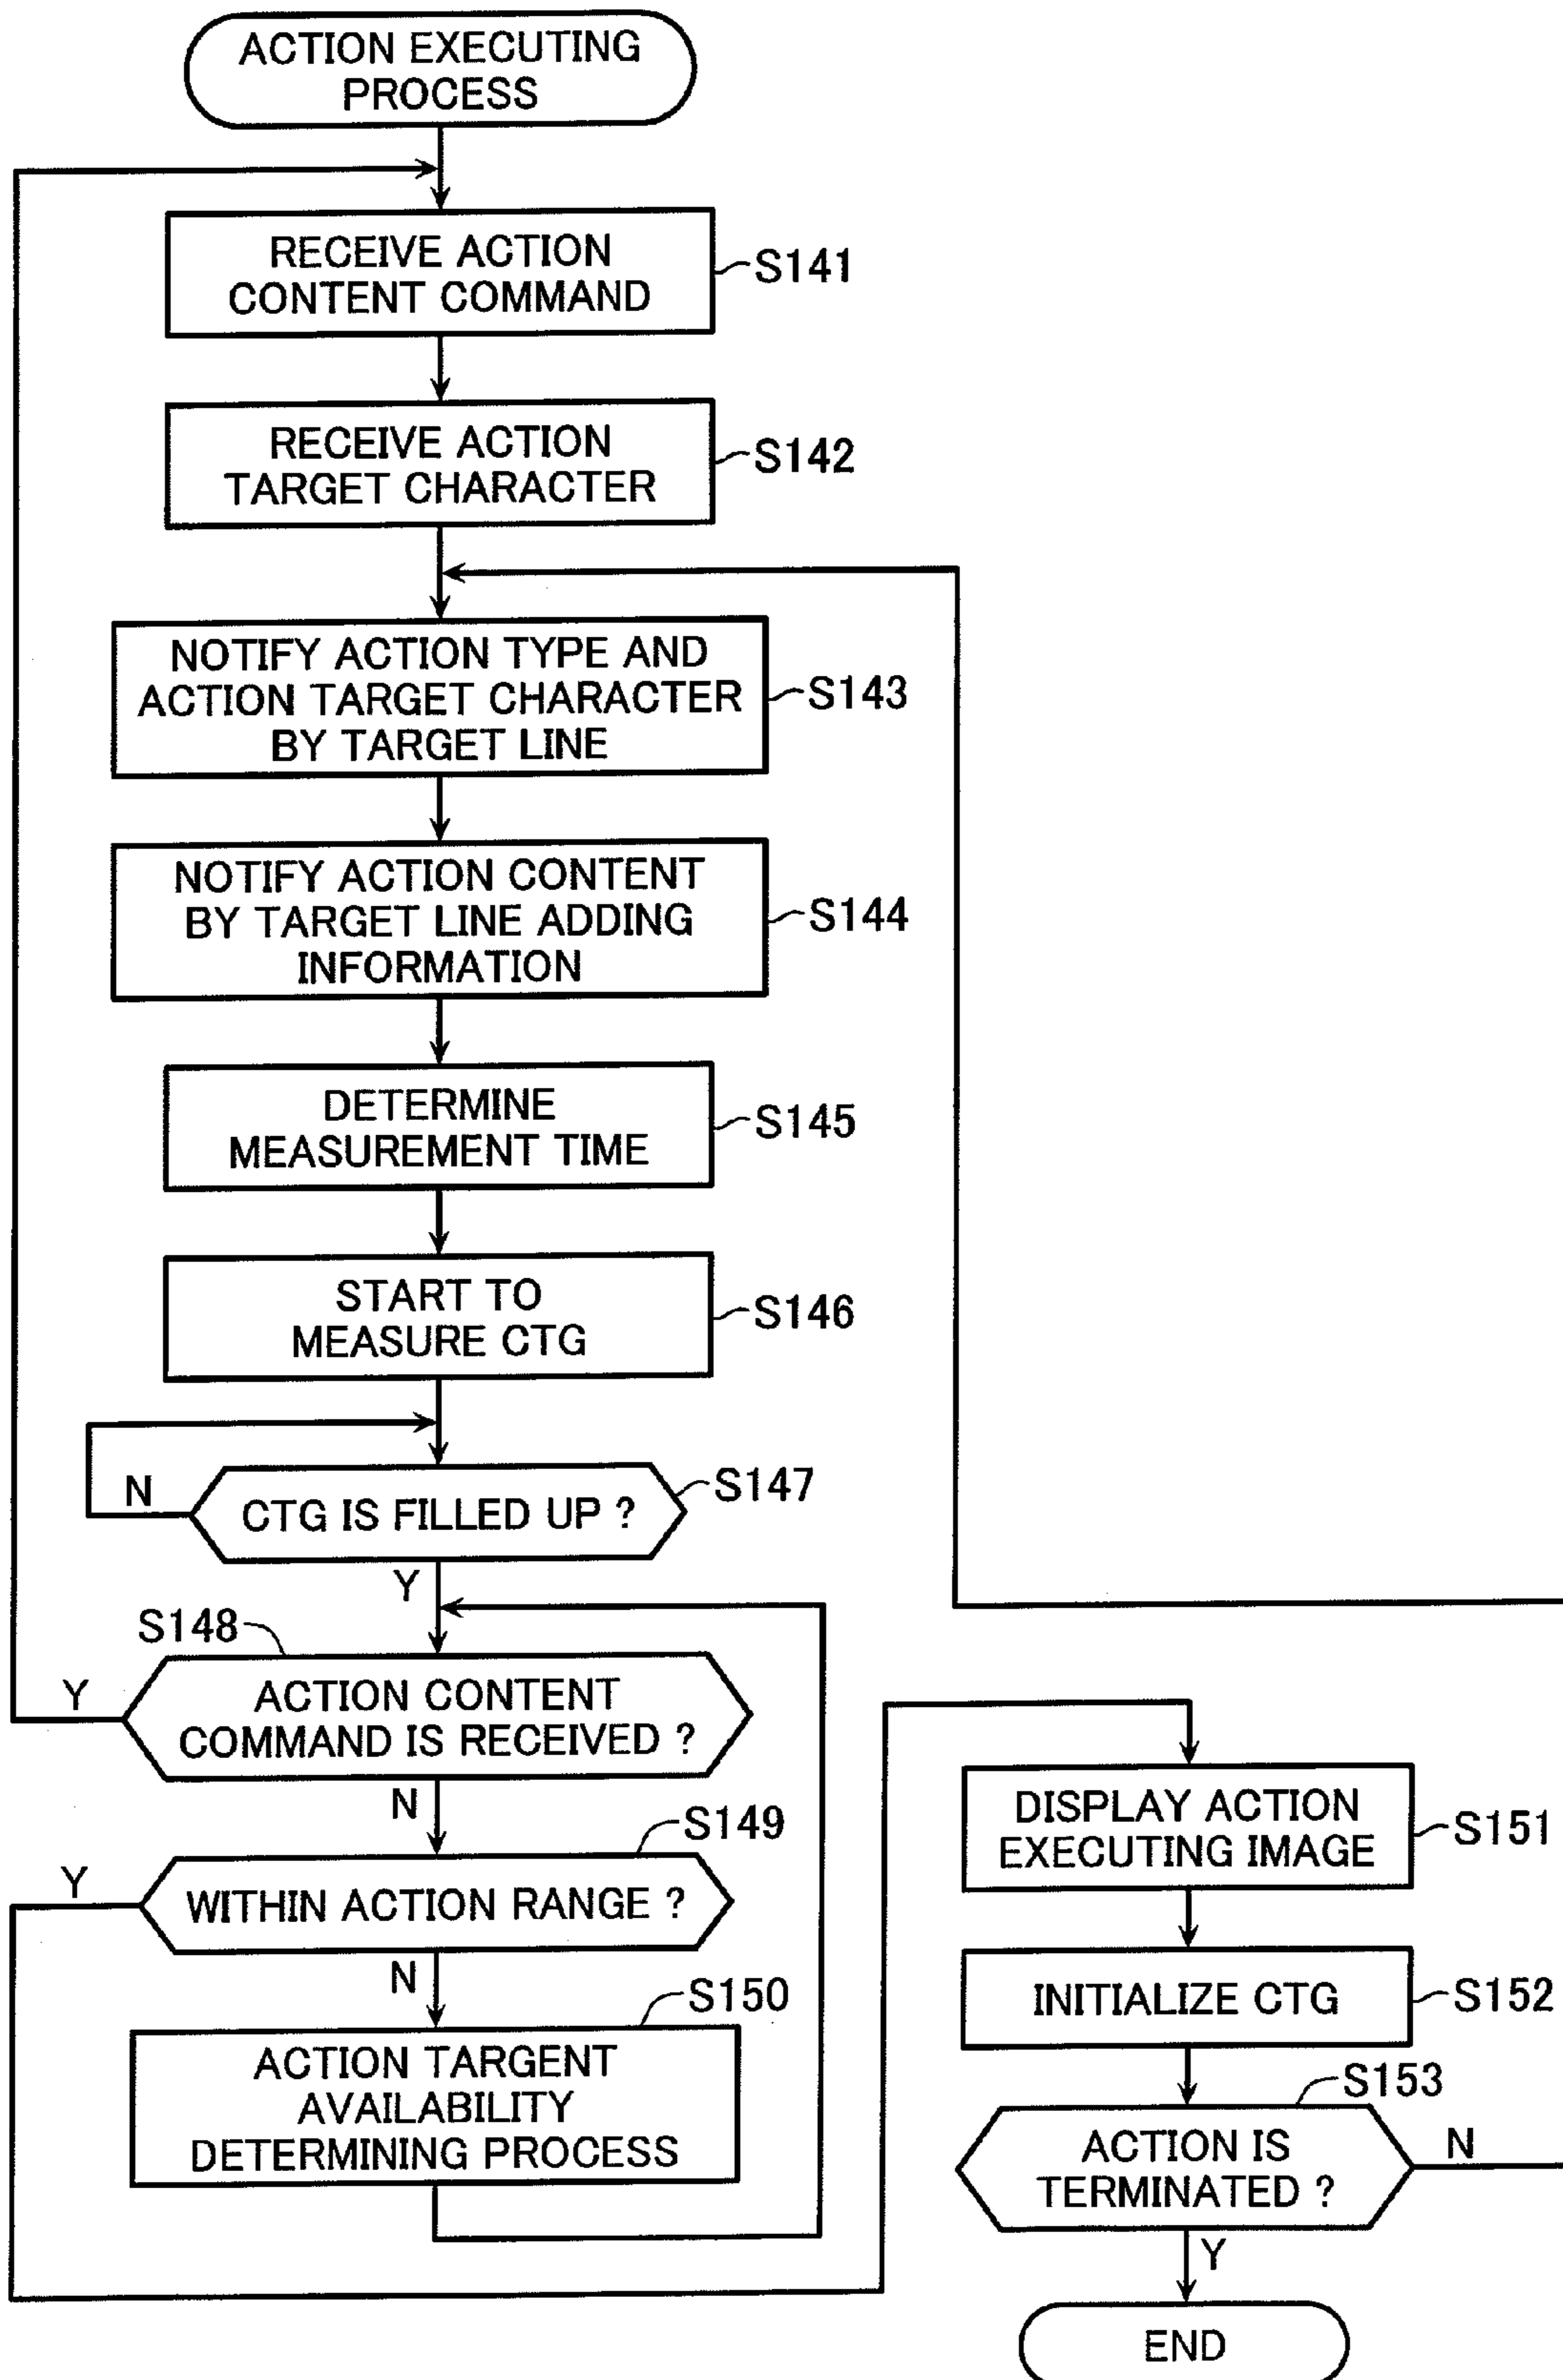 ACTION EXECUTING
PROCESS
RECEIVE ACTION
CONTENT COMMAND
S141
RECEIVE ACTION
TARGET CHARACTER
S142
NOTIFY ACTION TYPE AND
ACTION TARGET CHARACTER
BY TARGET LINE
S143
NOTIFY ACTION CONTENT
BY TARGET LINE ADDING
INFORMATION
S144
DETERMINE
MEASUREMENT TIME
S145
START TO
MEASURE CTG
S146
CTG IS FILLED UP ?
S147
N
Y
S148
ACTION CONTENT
COMMAND IS RECEIVED ?
Y
N
S149
WITHIN ACTION RANGE ?
Y
N
S150
ACTION TARGENT
AVAILABILITY
DETERMINING PROCESS
DISPLAY ACTION
EXECUTING IMAGE
S151
INITIALIZE CTG
S152
S153
ACTION IS
TERMINATED ?
N
Y
END